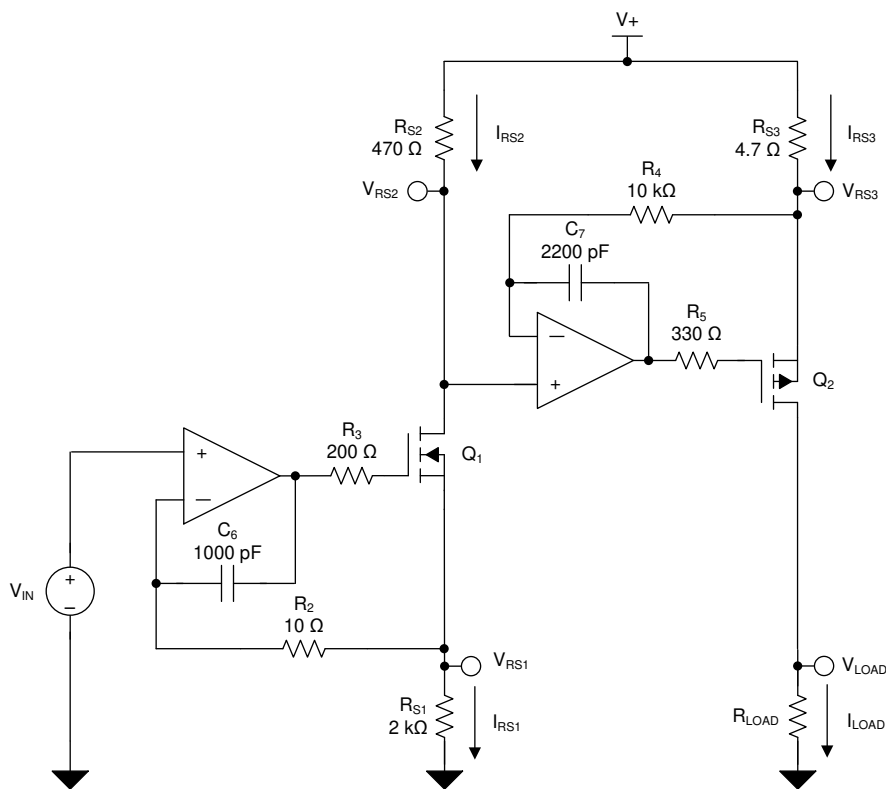 V+
R_S2
470 Ω
I_RS2
R_S3
4.7 Ω
I_RS3
V_RS2
R_4
10 kΩ
V_RS3
C_7
2200 pF
R_5
330 Ω
−
+
Q_2
R_3
200 Ω
Q_1
+
−
C_6
1000 pF
V_IN
+
−
R_2
10 Ω
V_RS1
V_LOAD
R_S1
2 kΩ
I_RS1
R_LOAD
I_LOAD